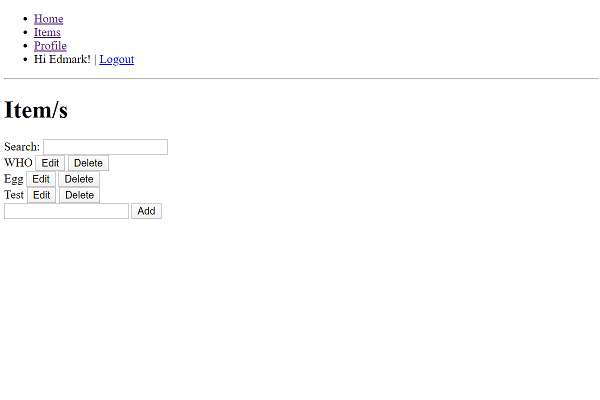 Home
Items
Profile
Hi Edmark! | Logout
Item/s
Search:
WHO Edit Delete
Egg Edit Delete
Test Edit Delete
Add